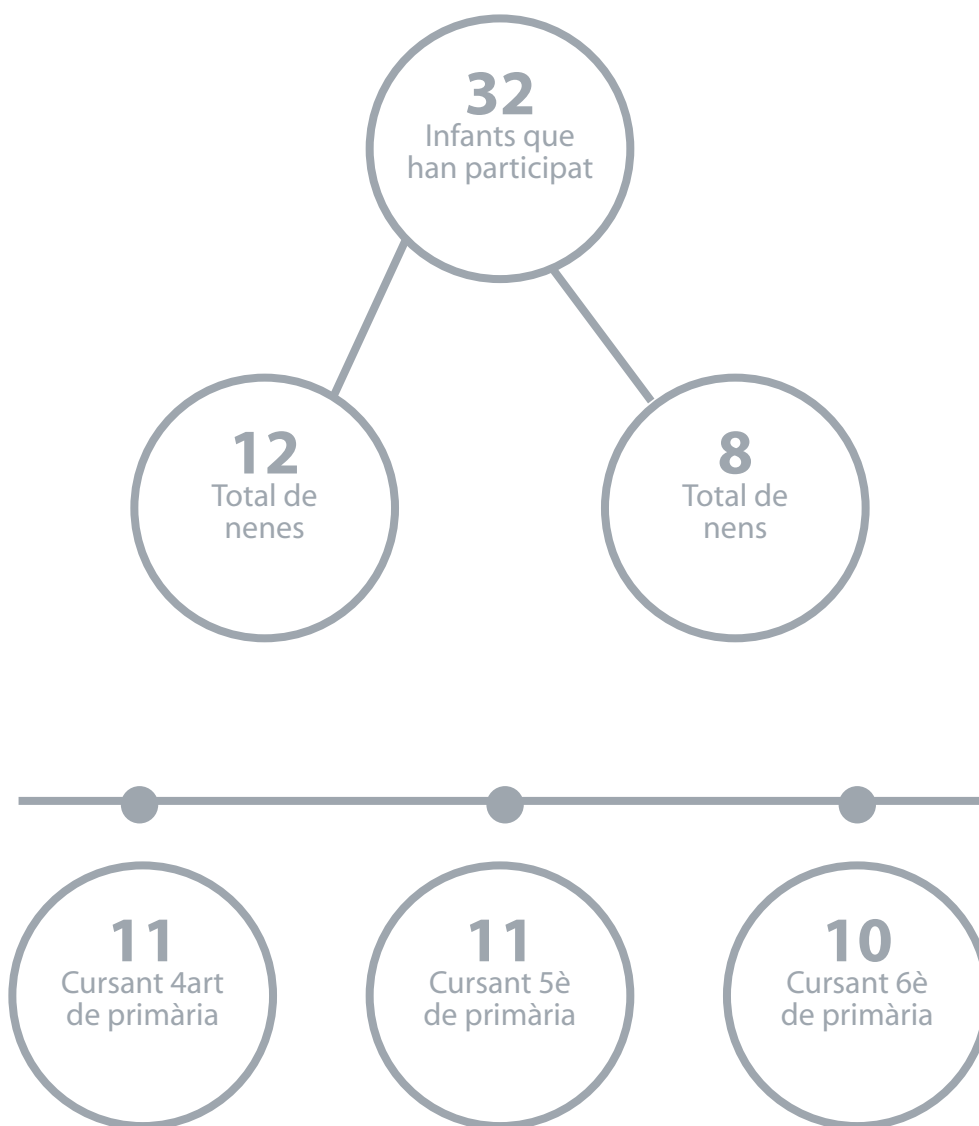 32
Infants que
han participat
12
Total de
nenes
8
Total de
nens
11
Cursant 4art
de primària
11
Cursant 5è
de primària
10
Cursant 6è
de primària